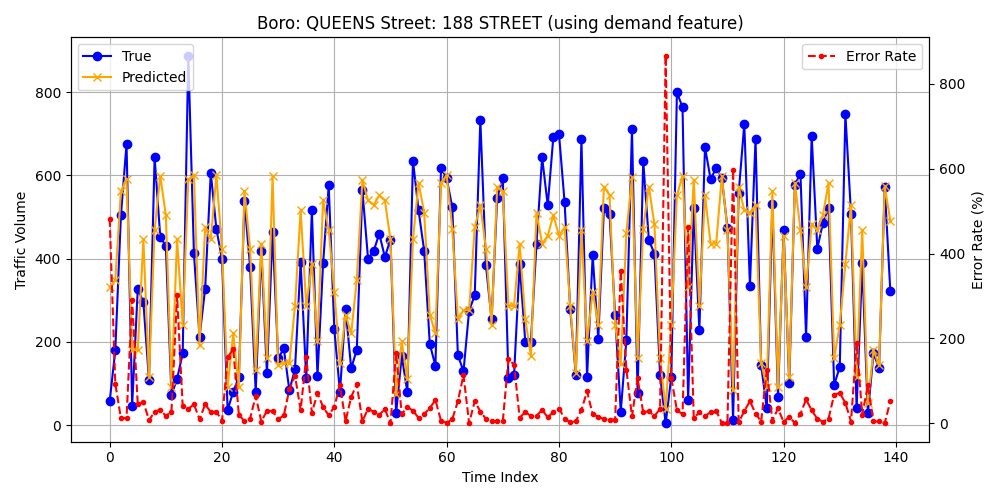 Boro: QUEENS Street: 188 STREET (using demand feature)
True
Predicted
Error Rate
Traffic Volume
0
200
400
600
800
Error Rate (%)
0
200
400
600
800
0 20 40 60 80 100 120 140
Time Index